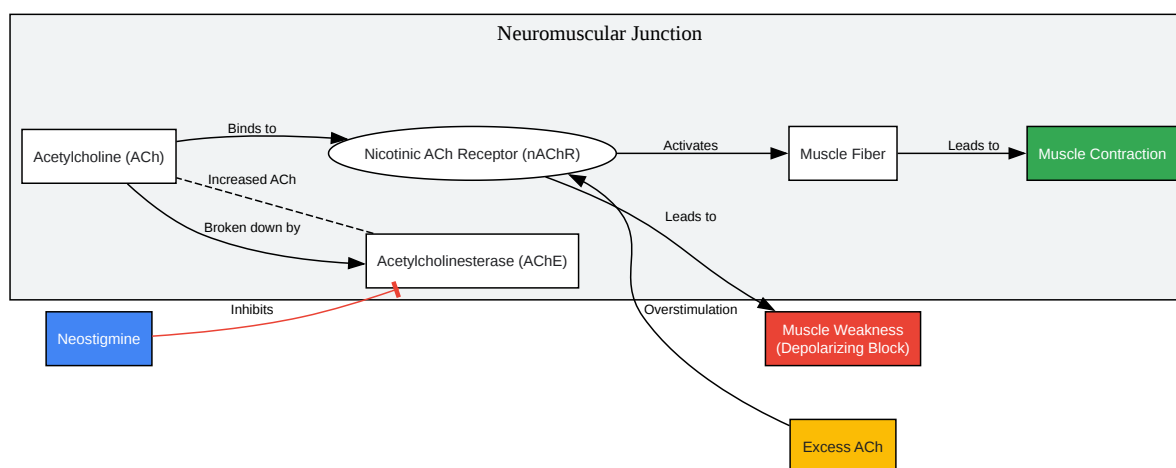 Neuromuscular Junction
Binds to
Acetylcholine (ACh)
Nicotinic ACh Receptor (nAChR)
Activates
Muscle Fiber
Leads to
Muscle Contraction
Increased ACh
Broken down by
Leads to
Acetylcholinesterase (AChE)
Inhibits
Overstimulation
Neostigmine
Muscle Weakness
(Depolarizing Block)
Excess ACh